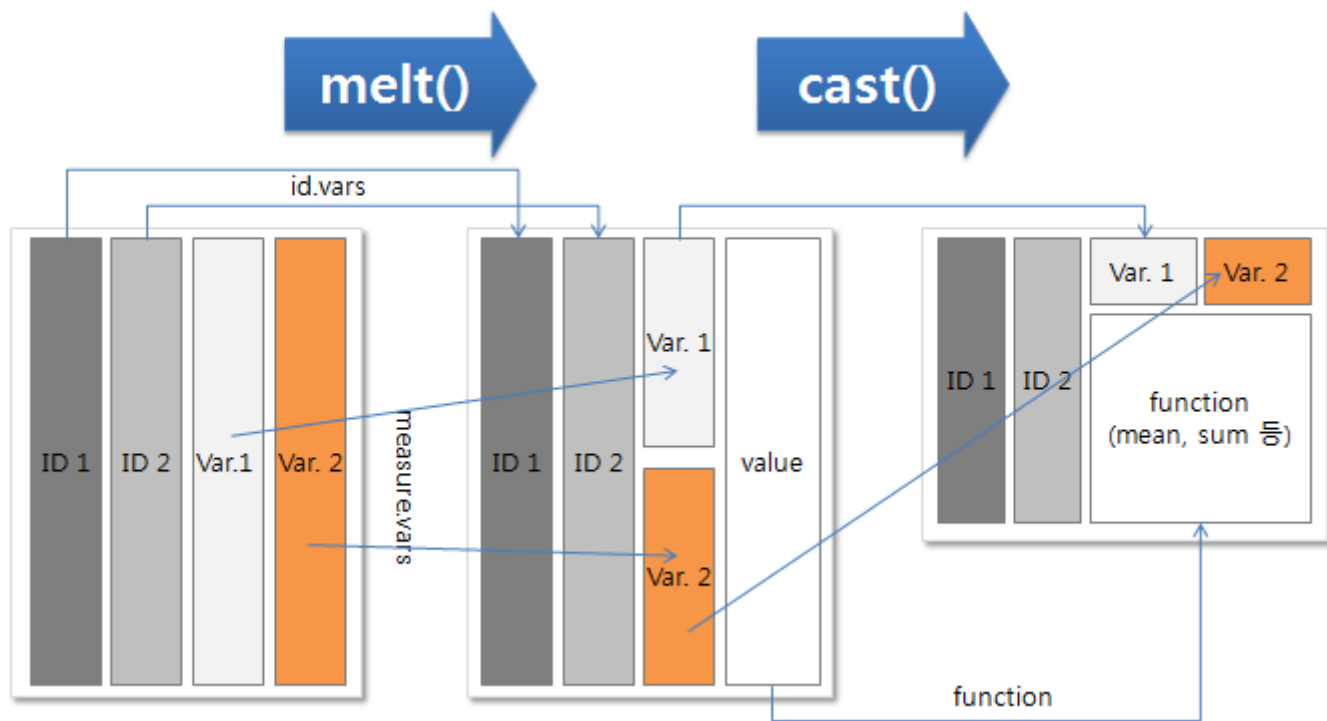 melt()
cast()
id.vars
ID 1
ID 2
Var.1
Var. 2
measure.vars
ID 1
ID 2
Var. 1
Var. 2
value
ID 1
ID 2
Var. 1
Var. 2
function
(mean, sum 등)
function